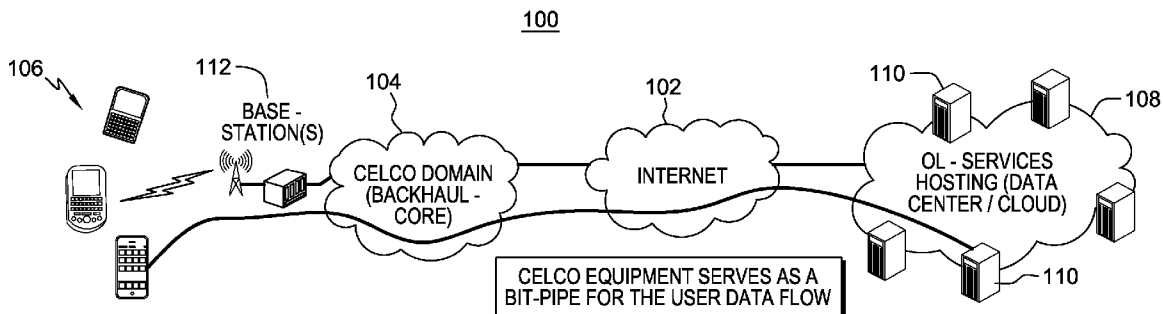 100
106
112
BASE -
STATION(S)
104
CELCO DOMAIN
(BACKHAUL -
CORE)
102
INTERNET
110
108
OL - SERVICES
HOSTING (DATA
CENTER / CLOUD)
110
CELCO EQUIPMENT SERVES AS A
BIT-PIPE FOR THE USER DATA FLOW